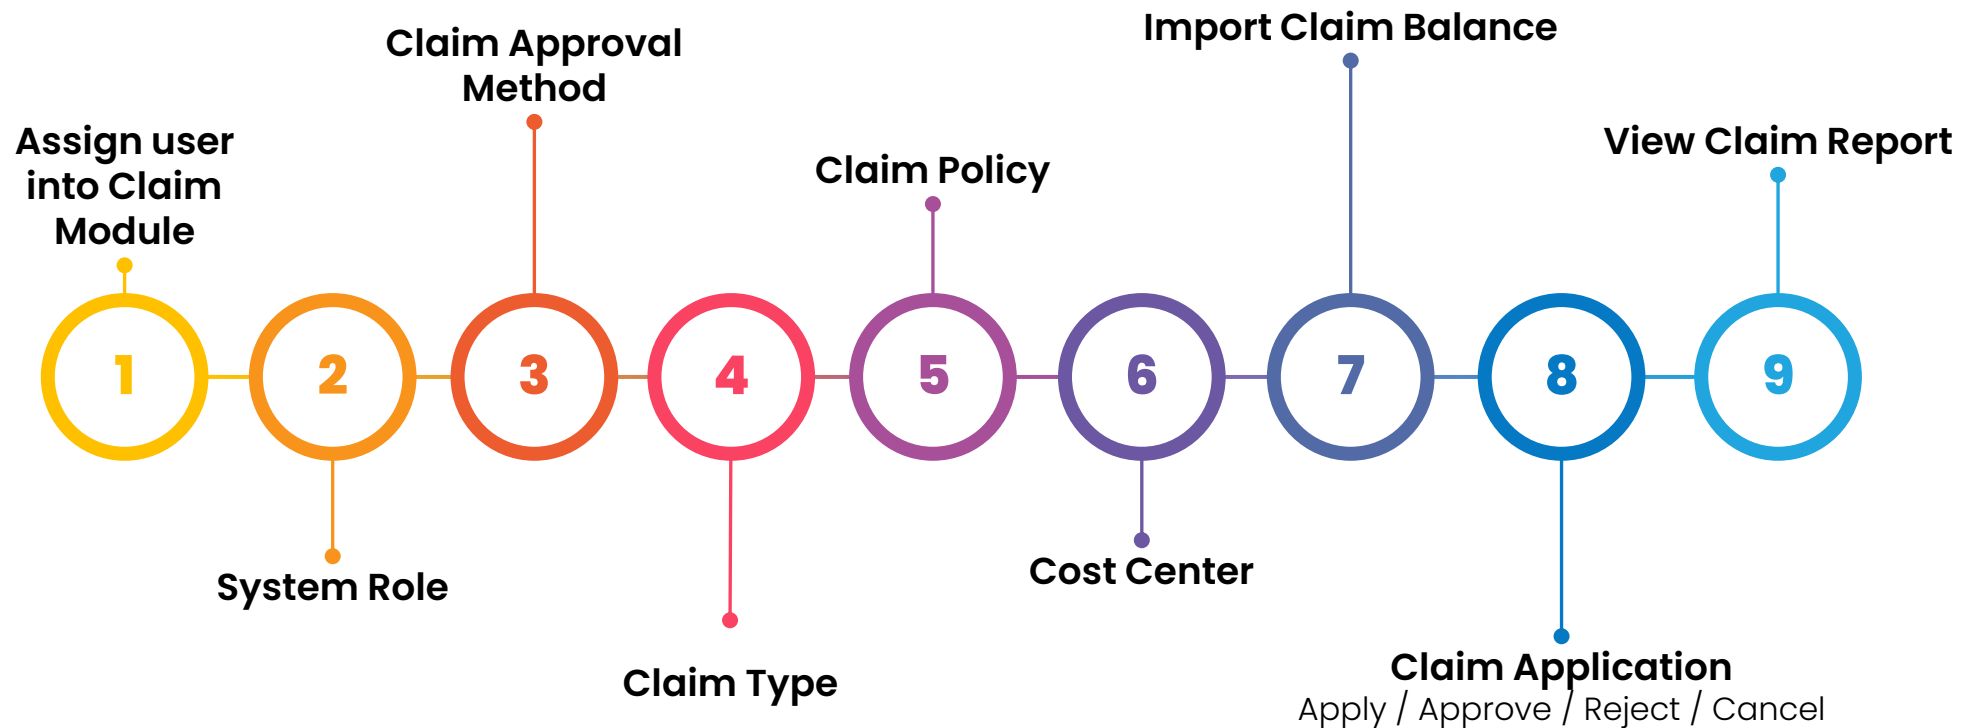 Assign user
into Claim
Module
1
2
System Role
Claim Approval
Method
3
4
Claim Type
Claim Policy
5
6
Cost Center
Import Claim Balance
7
8
Claim Application
Apply / Approve / Reject / Cancel
View Claim Report
9